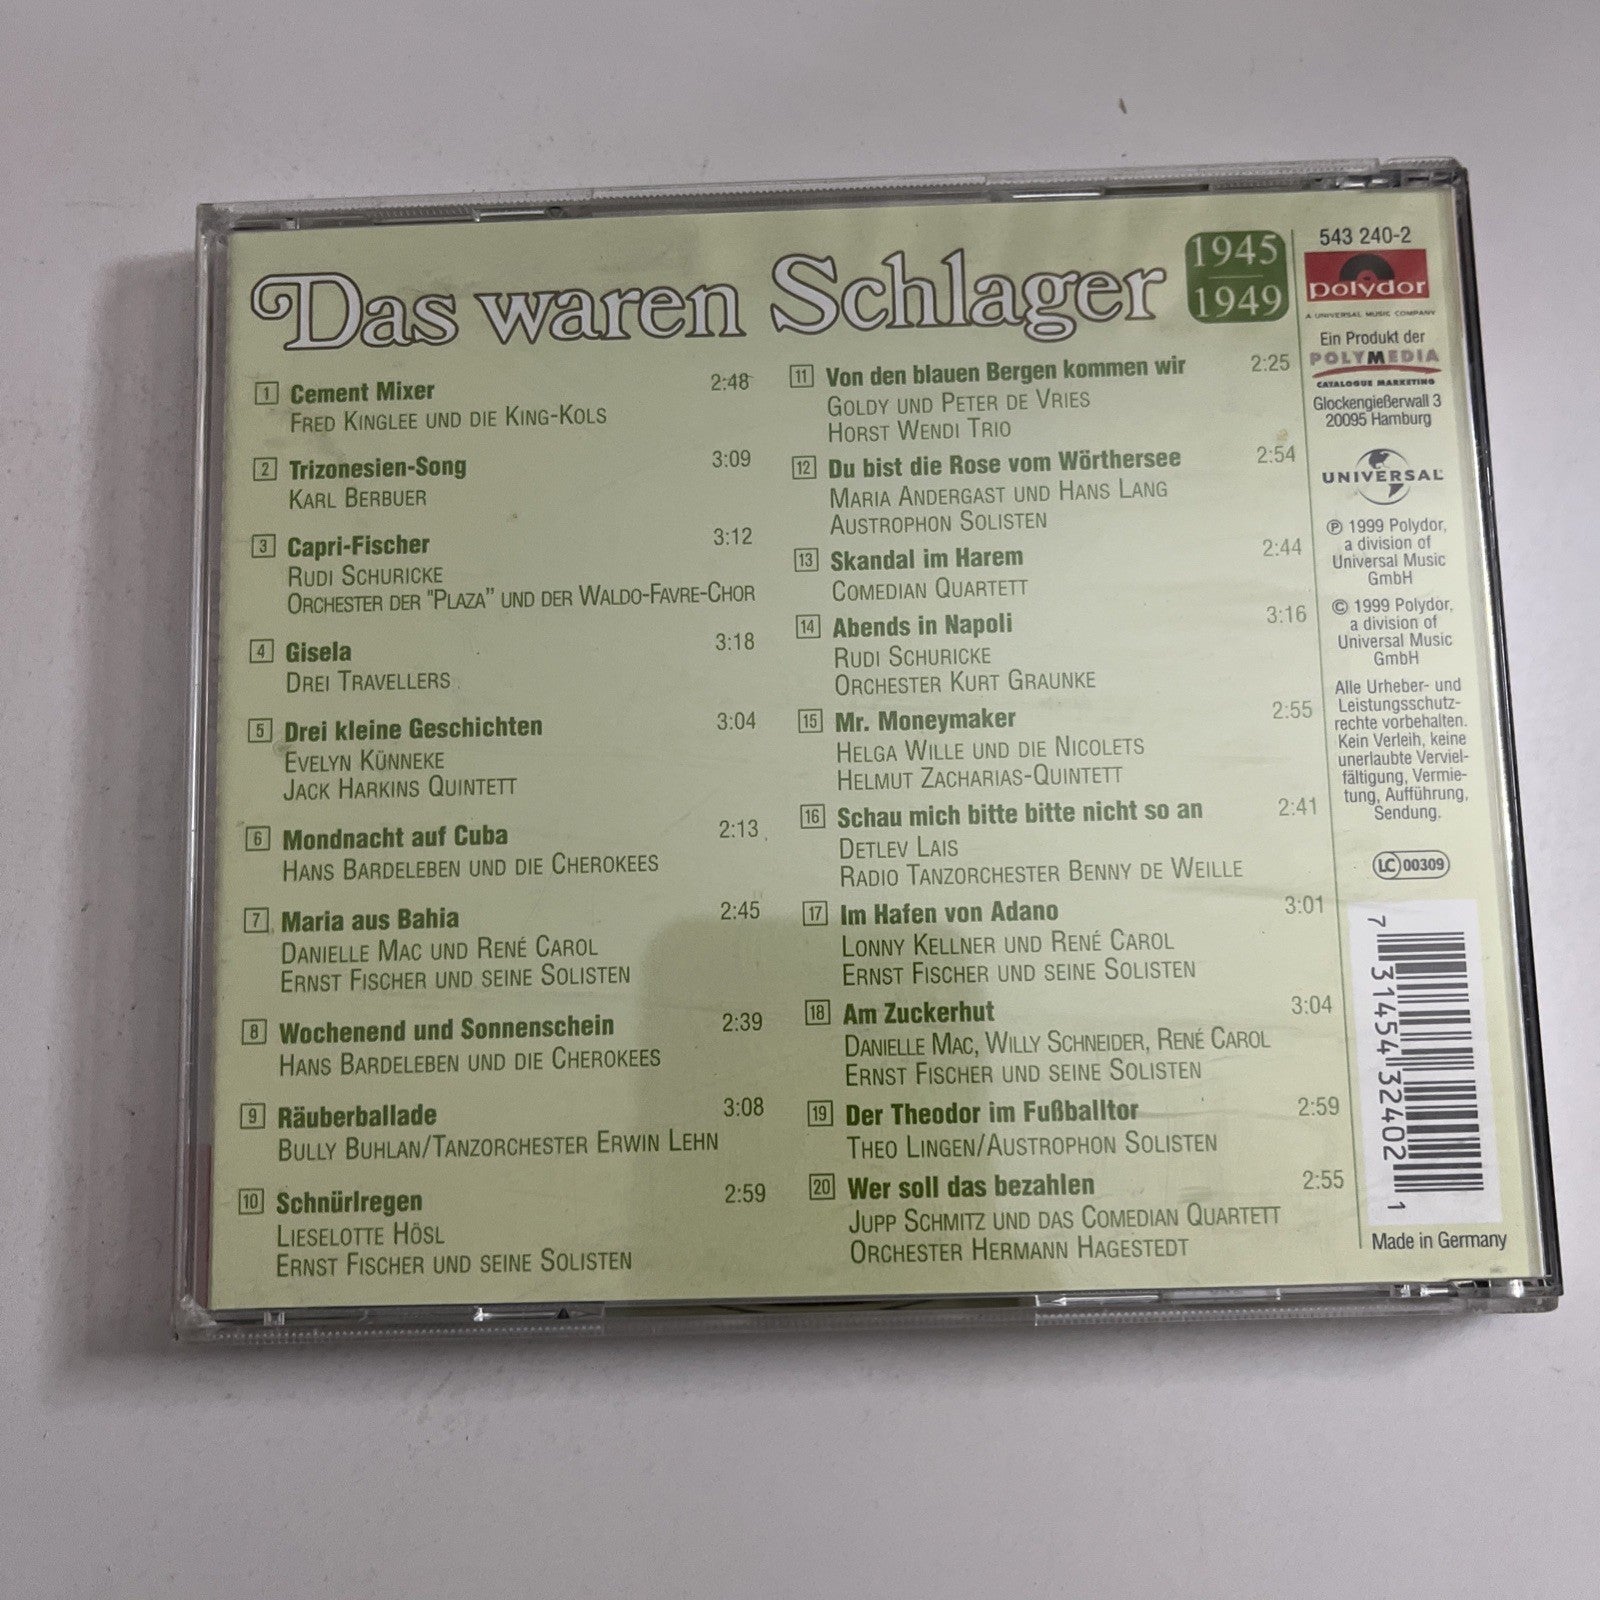 Das waren Schlager
1945
1949
1 Cement Mixer 2:48
FRED KINGLEE UND DIE KING-KOLS
2 Trizonesien-Song 3:09
KARL BERBUER
3 Capri-Fischer 3:12
RUDI SCHURICKE
ORCHESTER DER "PLAZA" UND DER WALDO-FAVRE-CHOR
4 Gisela 3:18
DREI TRAVELLERS
5 Drei kleine Geschichten 3:04
EVELYN KÜNNEKE
JACK HARKINS QUINTETT
6 Mondnacht auf Cuba 2:13
HANS BARDELEBEN UND DIE CHEROKEES
7 Maria aus Bahia 2:45
DANIELLE MAC UND RENÉ CAROL
ERNST FISCHER UND SEINE SOLISTEN
8 Wochenend und Sonnenschein 2:39
HANS BARDELEBEN UND DIE CHEROKEES
9 Räuberballade 3:08
BULLY BUHLAN/TANZORCHESTER ERWIN LEHN
10 Schnürlregen 2:59
LIESELOTTE HÖSL
ERNST FISCHER UND SEINE SOLISTEN
11 Von den blauen Bergen kommen wir 2:25
GOLDY UND PETER DE VRIES
HORST WENDI TRIO
12 Du bist die Rose vom Wörthersee 2:54
MARIA ANDERGAST UND HANS LANG
AUSTROPHON SOLISTEN
13 Skandal im Harem 2:44
COMEDIAN QUARTETT
14 Abends in Napoli 3:16
RUDI SCHURICKE
ORCHESTER KURT GRAUNKE
15 Mr. Moneymaker 2:55
HELGA WILLE UND DIE NICOLETS
HELMUT ZACHARIAS-QUINTETT
16 Schau mich bitte bitte nicht so an 2:41
DETLEV LAIS
RADIO TANZORCHESTER BENNY DE WEILLE
17 Im Hafen von Adano 3:01
LONNY KELLNER UND RENÉ CAROL
ERNST FISCHER UND SEINE SOLISTEN
18 Am Zuckerhut 3:04
DANIELLE MAC, WILLY SCHNEIDER, RENÉ CAROL
ERNST FISCHER UND SEINE SOLISTEN
19 Der Theodor im Fußballtor 2:59
THEO LINGEN/AUSTROPHON SOLISTEN
20 Wer soll das bezahlen 2:55
JUPP SCHMITZ UND DAS COMEDIAN QUARTETT
ORCHESTER HERMANN HAGESTEDT
543 240-2
polydor
A UNIVERSAL MUSIC COMPANY
Ein Produkt der
POLYMEDIA
CATALOGUE MARKETING
Glockengießerwall 3
20095 Hamburg
UNIVERSAL
℗ 1999 Polydor,
a division of
Universal Music
GmbH
© 1999 Polydor,
a division of
Universal Music
GmbH
Alle Urheber- und
Leistungsschutz-
rechte vorbehalten.
Kein Verleih, keine
unerlaubte Verviel-
fältigung, Vermie-
tung, Aufführung,
Sendung.
LC 00309
7 31454 32402 1
Made in Germany